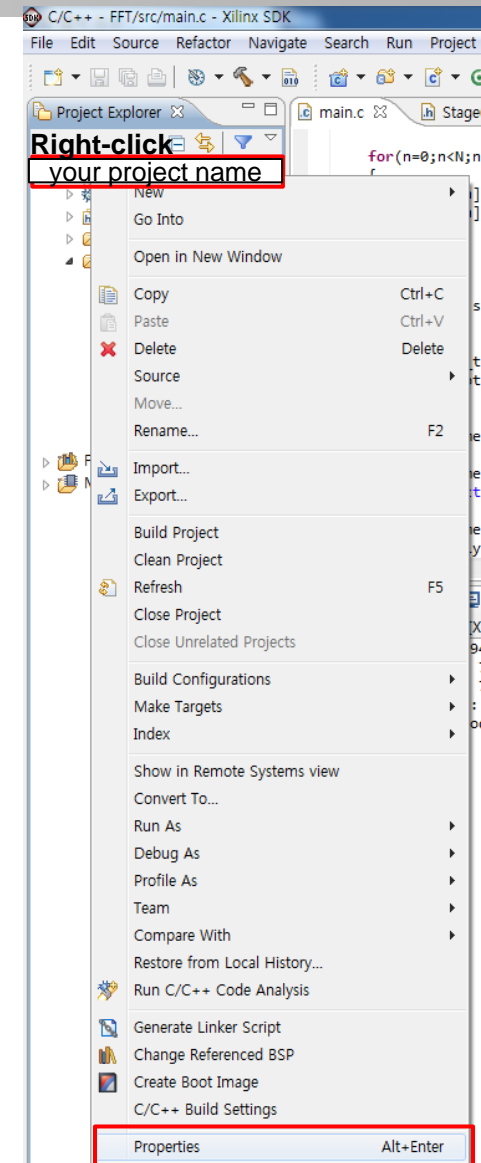 C/C++ - FFT/src/main.c - Xilinx SDK
File Edit Source Refactor Navigate Search Run Project
Project Explorer main.c
Right-click
for(n=0;n<N;
your project name
New
Go Into
Open in New Window
Copy Ctrl+C
Paste Ctrl+V
Delete Delete
Source
Move...
Rename... F2
Import...
Export...
Build Project
Clean Project
Refresh F5
Close Project
Close Unrelated Projects
Build Configurations
Make Targets
Index
Show in Remote Systems view
Convert To...
Run As
Debug As
Profile As
Team
Compare With
Restore from Local History...
Run C/C++ Code Analysis
Generate Linker Script
Change Referenced BSP
Create Boot Image
C/C++ Build Settings
Properties Alt+Enter